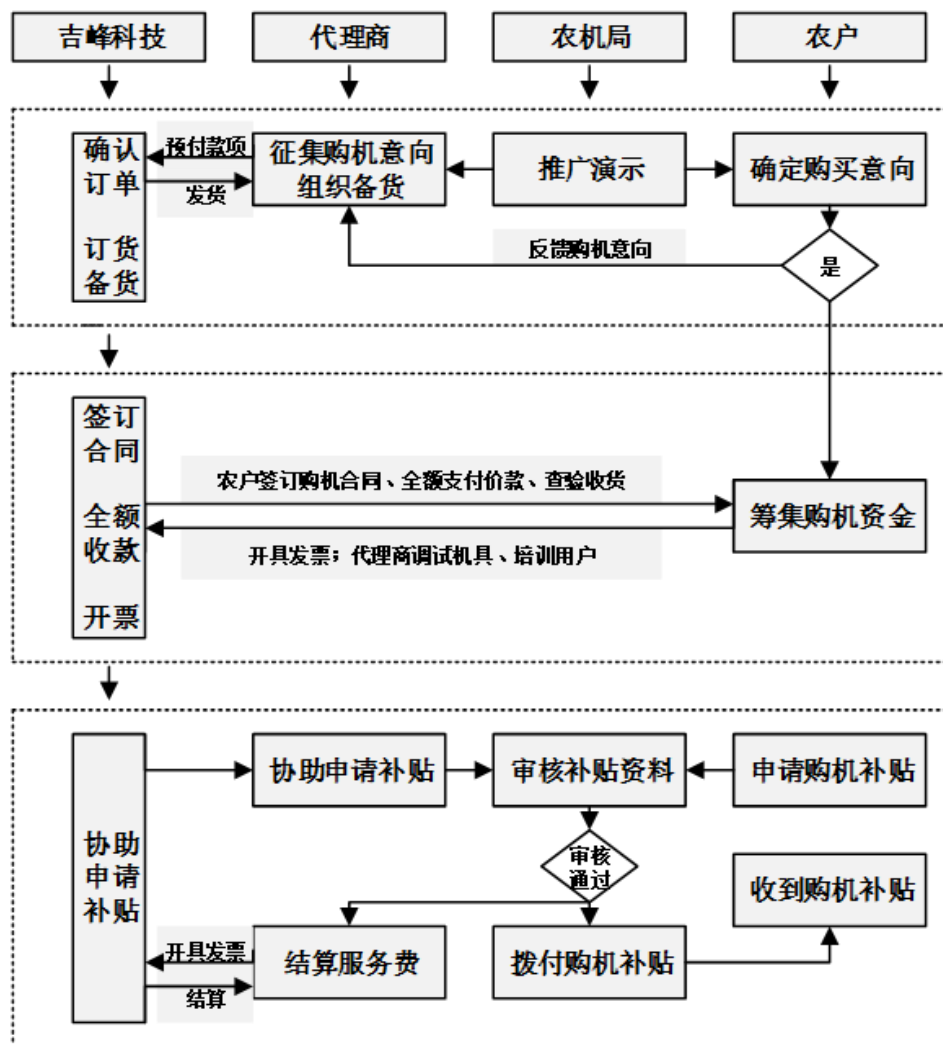 吉峰科技
代理商
农机局
农户
确认
订单
订货
备货
预付款项
发货
征集购机意向
组织备货
推广演示
确定购买意向
反馈购机意向
是
签订
合同
全额
收款
开票
农户签订购机合同、全额支付价款、查验收货
开具发票；代理商调试机具、培训用户
筹集购机资金
协助
申请
补贴
协助申请补贴
审核补贴资料
申请购机补贴
审核
通过
收到购机补贴
开具发票
结算
结算服务费
拨付购机补贴